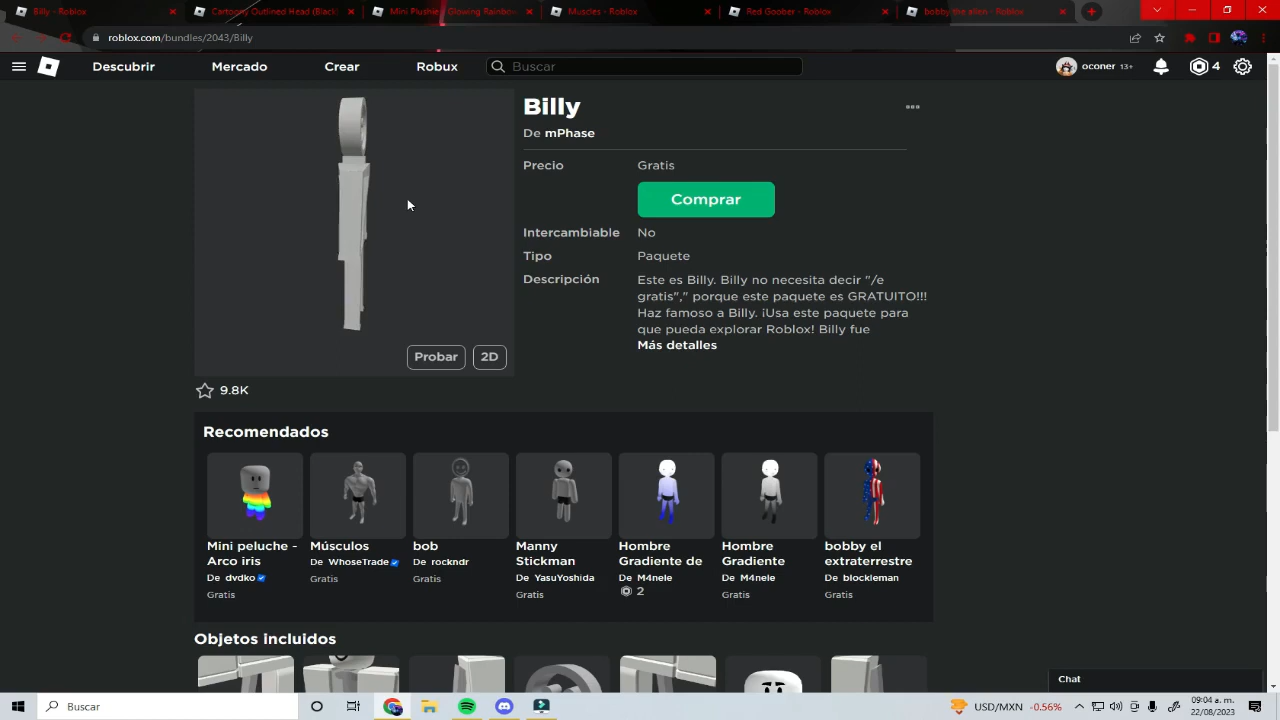 Billy - Roblox
Cartoony Outlined Head (Black
Mini Plushie - Glowing Rainbow
Muscles - Roblox
Red Goober - Roblox
bobby the alien - Roblox
roblox.com/bundles/2043/Billy
Descubrir
Mercado
Crear
Robux
Buscar
oconer 13+
4
Billy
De mPhase
Precio
Gratis
Comprar
Intercambiable
No
Tipo
Paquete
Descripción
Este es Billy. Billy no necesita decir "/e
gratis"," porque este paquete es GRATUITO!!!
Haz famoso a Billy. ¡Usa este paquete para
que pueda explorar Roblox! Billy fue
Más detalles
Probar
2D
9.8K
Recomendados
Mini peluche -
Arco iris
De dvdko
Gratis
Músculos
De WhoseTrade
Gratis
bob
De rockndr
Gratis
Manny
Stickman
De YasuYoshida
Gratis
Hombre
Gradiente de
De M4nele
2
Hombre
Gradiente
De M4nele
Gratis
bobby el
extraterrestre
De blockleman
Gratis
Objetos incluidos
Chat
Buscar
USD/MXN -0.56%
09:04 a. m.
22/08/2023